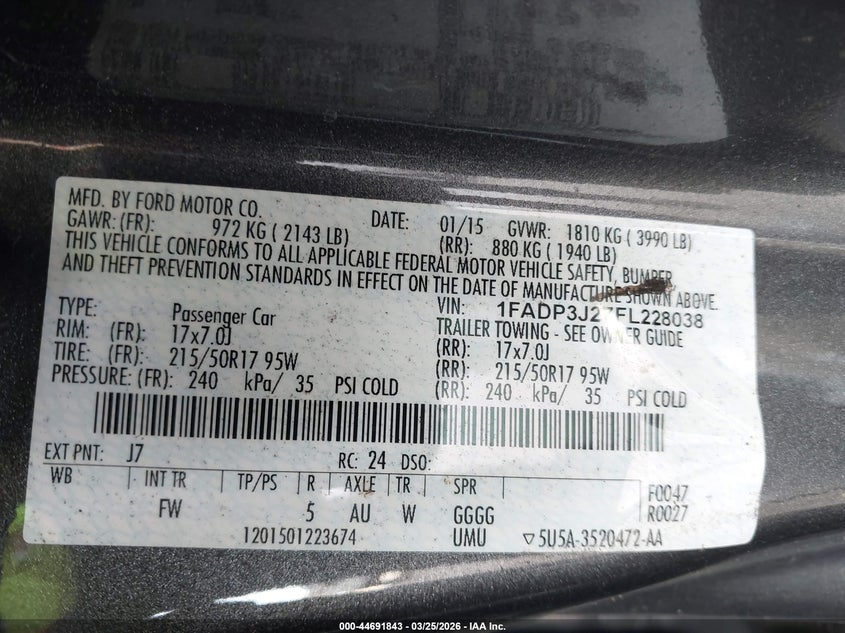 MFD. BY FORD MOTOR CO.
DATE: 01/15 GVWR: 1810 KG ( 3990 LB)
GAWR: (FR): 972 KG ( 2143 LB) (RR): 880 KG ( 1940 LB)
THIS VEHICLE CONFORMS TO ALL APPLICABLE FEDERAL MOTOR VEHICLE SAFETY, BUMPER
AND THEFT PREVENTION STANDARDS IN EFFECT ON THE DATE OF MANUFACTURE SHOWN ABOVE.
VIN:
TYPE: Passenger Car TRAILER TOWING - SEE OWNER GUIDE
RIM: (FR): 17x7.0J (RR): 17x7.0J
TIRE: (FR): 215/50R17 95W (RR): 215/50R17 95W
PRESSURE: (FR): 240 kPa/ 35 PSI COLD (RR): 240 kPa/ 35 PSI COLD
EXT PNT: J7 RC: 24 DSO:
WB INT TR TP/PS R AXLE TR SPR F0047
FW 5 AU W GGGG R0027
1201501223674 UMU ▽5U5A-3520472-AA
000-44691843 - 03/25/2026 - IAA Inc.